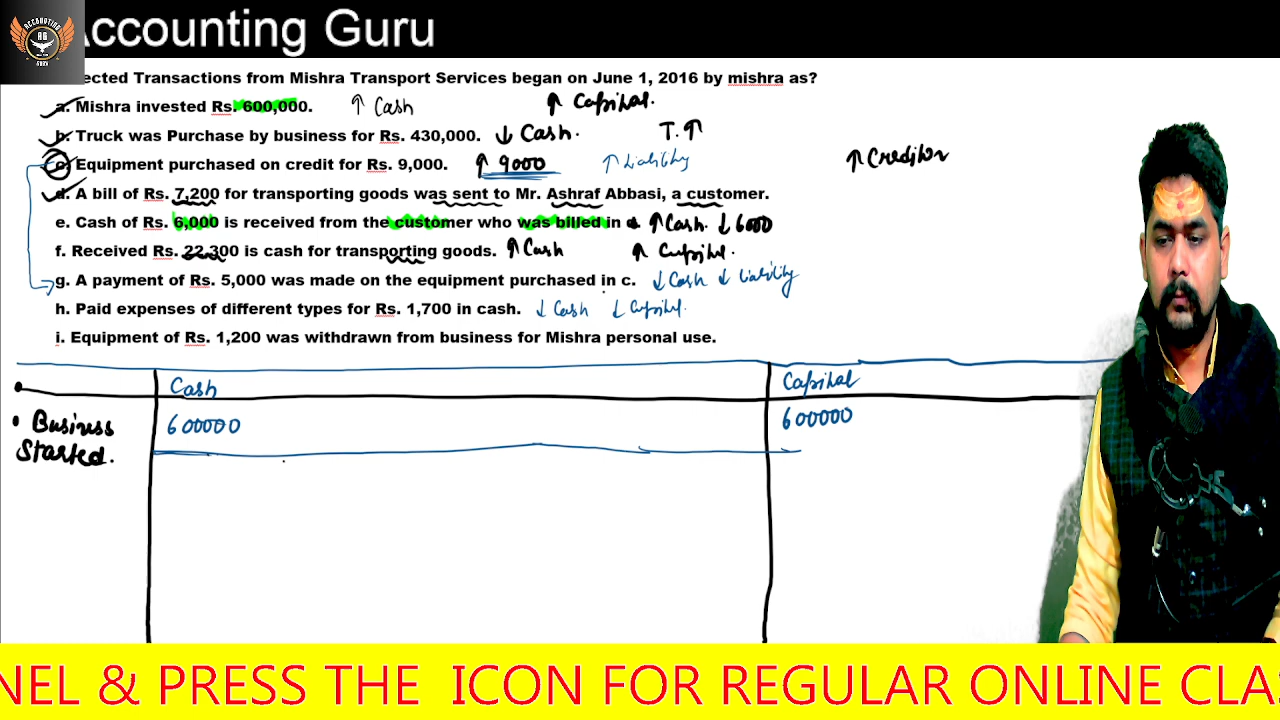 Accounting Guru
ACCOUNTING
AG
GURU
ected Transactions from Mishra Transport Services began on June 1, 2016 by mishra as?
a. Mishra invested Rs. 600,000. ↑ Cash ↑ Capital.
b. Truck was Purchase by business for Rs. 430,000. ↓ Cash. T. ↑
c. Equipment purchased on credit for Rs. 9,000. ↑ 9000 ↑ Liability ↑ Creditor
d. A bill of Rs. 7,200 for transporting goods was sent to Mr. Ashraf Abbasi, a customer.
e. Cash of Rs. 6,000 is received from the customer who was billed in ↑ Cash. ↓ 6000
f. Received Rs. 22,300 is cash for transporting goods. ↑ Cash ↑ Capital.
g. A payment of Rs. 5,000 was made on the equipment purchased in c. ↓ Cash ↓ Liability
h. Paid expenses of different types for Rs. 1,700 in cash. ↓ Cash ↓ Capital.
i. Equipment of Rs. 1,200 was withdrawn from business for Mishra personal use.
Cash Capital
• Business 600000 600000
Started.
NEL & PRESS THE ICON FOR REGULAR ONLINE CLA